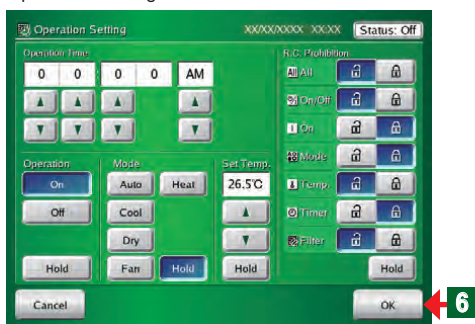 Operation Setting
XX/XX/XXXX XX:XX
Status: Off
Operation Time
0 0 : 0 0 AM
R.C. Prohibition
All All
On/Off
On
Mode
Temp.
Timer
Filter
Hold
Operation
On
Off
Hold
Mode
Auto Heat
Cool
Dry
Fan Hold
Set Temp.
26.5°C
Hold
Cancel
OK
6